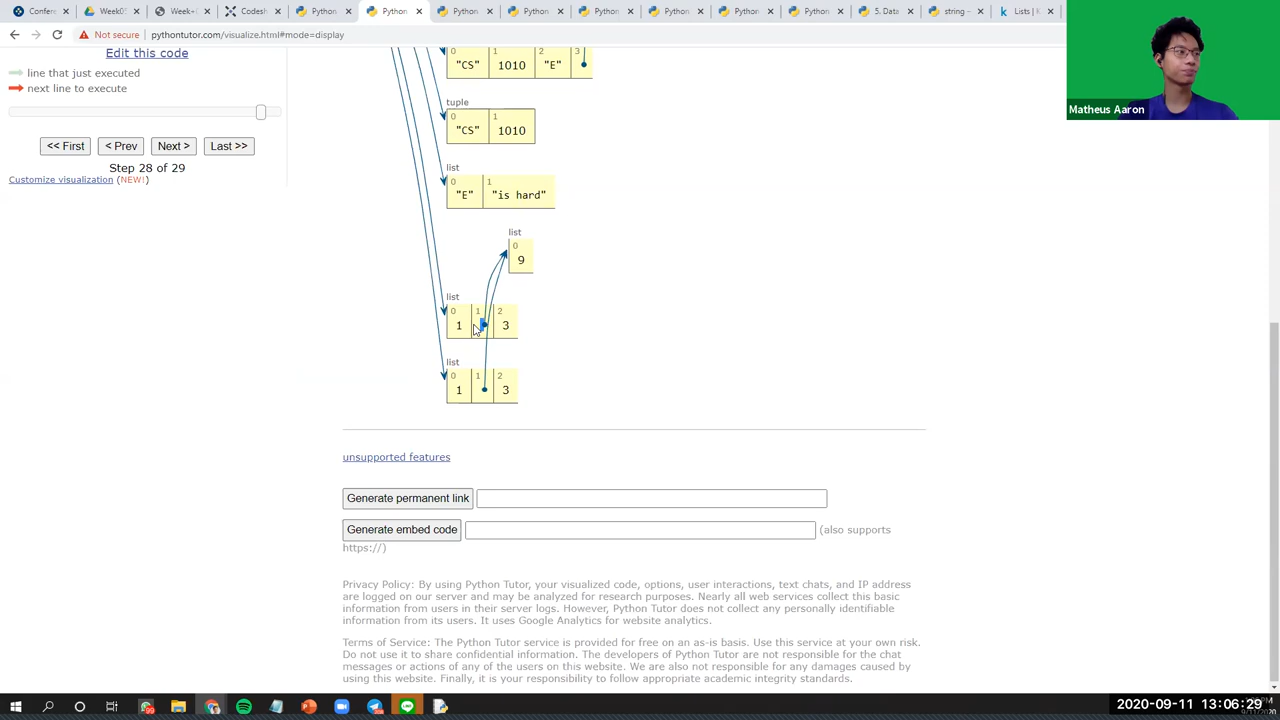 Confere
Week05
Week+
Codesh
Python
Python
Python
Python
Python
Python
Python
Python
5. Data
string –
Lists | K
Not secure | pythontutor.com/visualize.html#mode=display
Edit this code
line that just executed
next line to execute
<< First
< Prev
Next >
Last >>
Step 28 of 29
Customize visualization (NEW!)
0 1 2 3
"CS" 1010 "E"
tuple
0 1
"CS" 1010
list
0 1
"E" "is hard"
list
0
9
list
0 1 2
1 3
list
0 1 2
1 3
unsupported features
Generate permanent link
Generate embed code (also supports
https://)
Privacy Policy: By using Python Tutor, your visualized code, options, user interactions, text chats, and IP address
are logged on our server and may be analyzed for research purposes. Nearly all web services collect this basic
information from users in their server logs. However, Python Tutor does not collect any personally identifiable
information from its users. It uses Google Analytics for website analytics.
Terms of Service: The Python Tutor service is provided for free on an as-is basis. Use this service at your own risk.
Do not use it to share confidential information. The developers of Python Tutor are not responsible for the chat
messages or actions of any of the users on this website. We are also not responsible for any damages caused by
using this website. Finally, it is your responsibility to follow appropriate academic integrity standards.
Matheus Aaron
2020-09-11 13:06:29